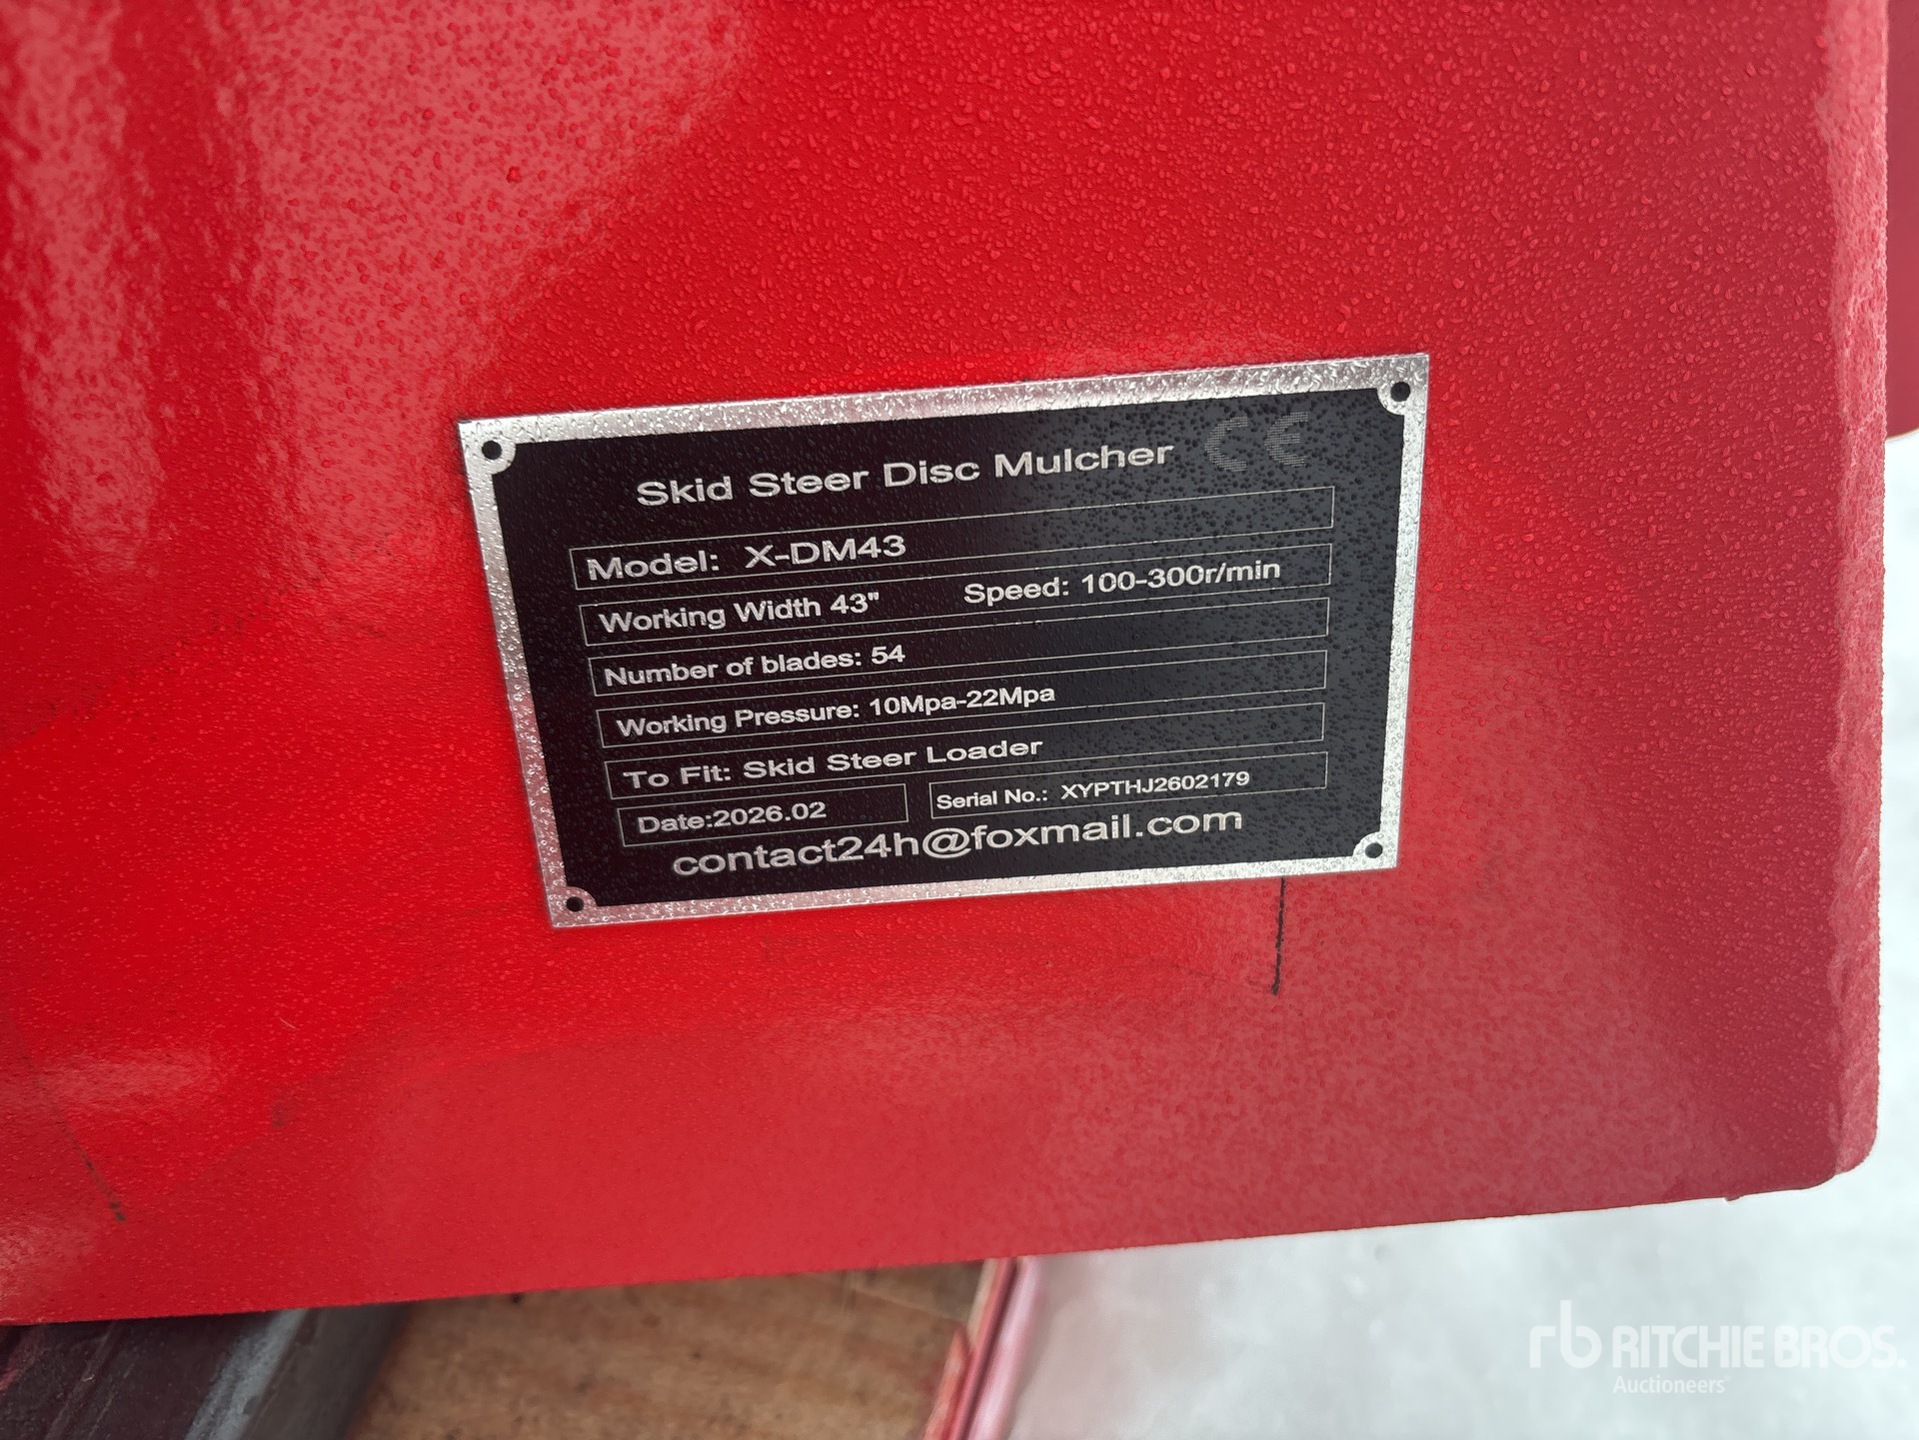 Skid Steer Disc Mulcher CE
Model: X-DM43
Working Width 43" Speed: 100-300r/min
Number of blades: 54
Working Pressure: 10Mpa-22Mpa
To Fit: Skid Steer Loader
Date:2026.02 Serial No.: XYPTHJ2602179
contact24h@foxmail.com
rb RITCHIE BROS.
Auctioneers